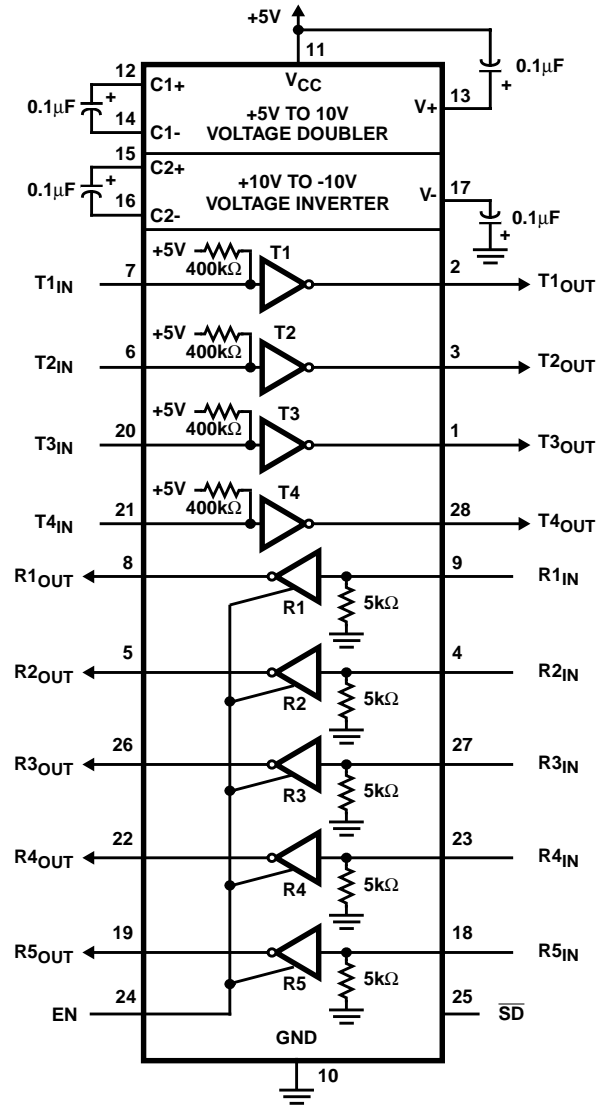 +5V
11
12
C1+
VCC
0.1μF
+
0.1μF
+
13
V+
+5V TO 10V
VOLTAGE DOUBLER
14
C1-
15
C2+
0.1μF
+
+10V TO -10V
VOLTAGE INVERTER
17
V-
16
C2-
0.1μF
+
+5V
400kΩ
T1
T1IN
7
2
T1OUT
+5V
400kΩ
T2
T2IN
6
3
T2OUT
+5V
400kΩ
T3
T3IN
20
1
T3OUT
+5V
400kΩ
T4
T4IN
21
28
T4OUT
R1OUT
8
9
R1IN
R1
5kΩ
R2OUT
5
4
R2IN
R2
5kΩ
R3OUT
26
27
R3IN
R3
5kΩ
R4OUT
22
23
R4IN
R4
5kΩ
R5OUT
19
18
R5IN
R5
5kΩ
EN
24
25
SD
GND
10